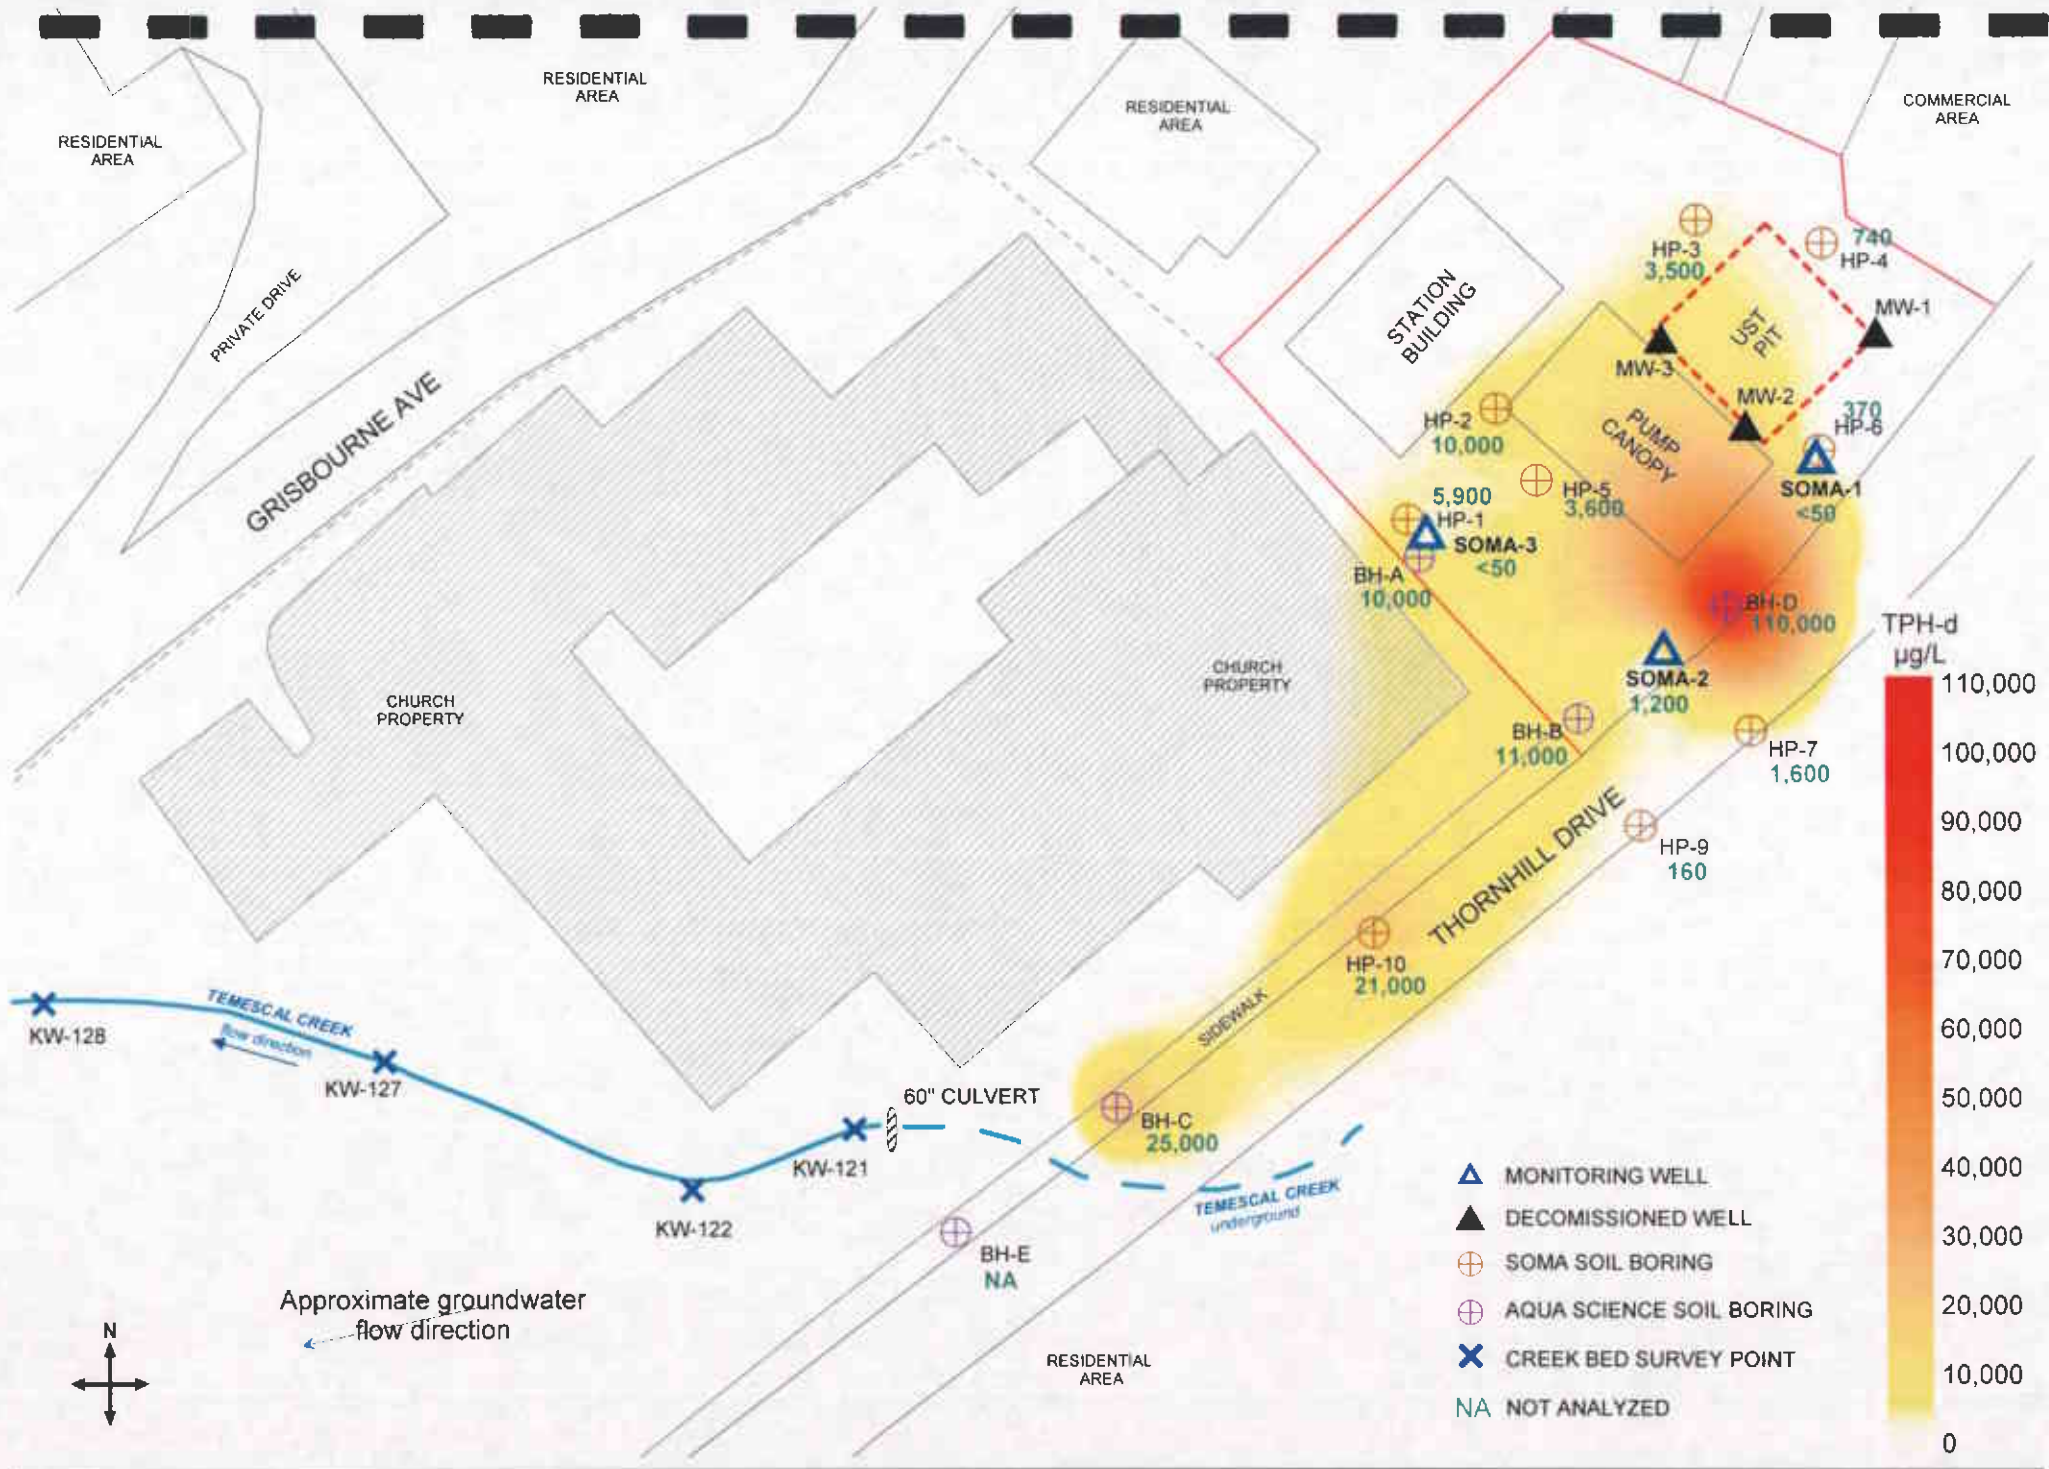 RESIDENTIAL
AREA
RESIDENTIAL
AREA
RESIDENTIAL
AREA
COMMERCIAL
AREA
PRIVATE DRIVE
GRISBOURNE AVE
STATION
BUILDING
HP-3
3,500
740
HP-4
MW-1
UST
PIT
MW-3
MW-2
370
HP-6
HP-2
10,000
PUMP
CANOPY
SOMA-1
<50
5,900
HP-1
HP-5
3,600
SOMA-3
<50
BH-A
10,000
BH-D
110,000
CHURCH
PROPERTY
CHURCH
PROPERTY
SOMA-2
1,200
BH-B
11,000
HP-7
1,600
THORNHILL DRIVE
HP-9
160
HP-10
21,000
SIDEWALK
TEMESCAL CREEK
flow direction
KW-128
KW-127
60" CULVERT
KW-121
KW-122
BH-C
25,000
TEMESCAL CREEK
underground
BH-E
NA
Approximate groundwater
flow direction
N
RESIDENTIAL
AREA
MONITORING WELL
DECOMISSIONED WELL
SOMA SOIL BORING
AQUA SCIENCE SOIL BORING
CREEK BED SURVEY POINT
NA NOT ANALYZED
TPH-d
µg/L
110,000
100,000
90,000
80,000
70,000
60,000
50,000
40,000
30,000
20,000
10,000
0